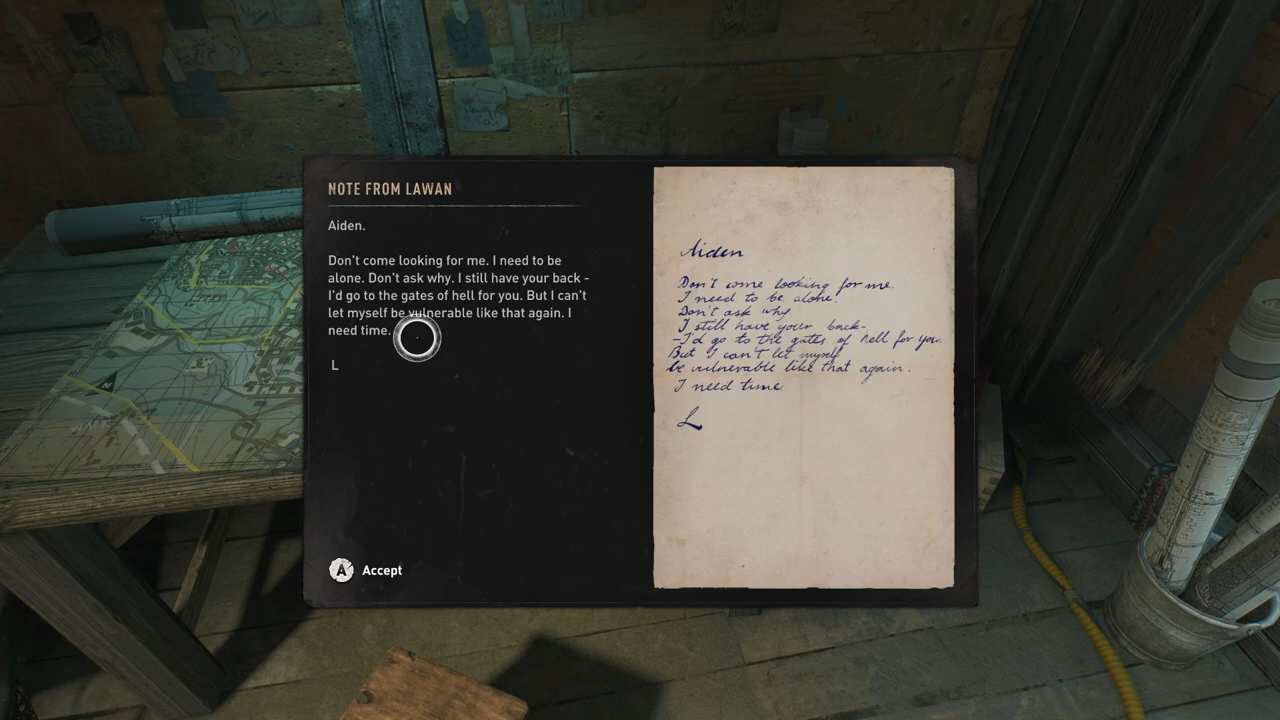 NOTE FROM LAWAN
Aiden.
Don't come looking for me. I need to be
alone. Don't ask why. I still have your back -
I'd go to the gates of hell for you. But I can't
let myself be vulnerable like that again. I
need time.
L
A Accept
Aiden
Don't come looking for me.
I need to be alone.
Don't ask why
I still have your back-
-I'd go to the gates of hell for you.
But I can't let myself
be vulnerable like that again.
I need time
L